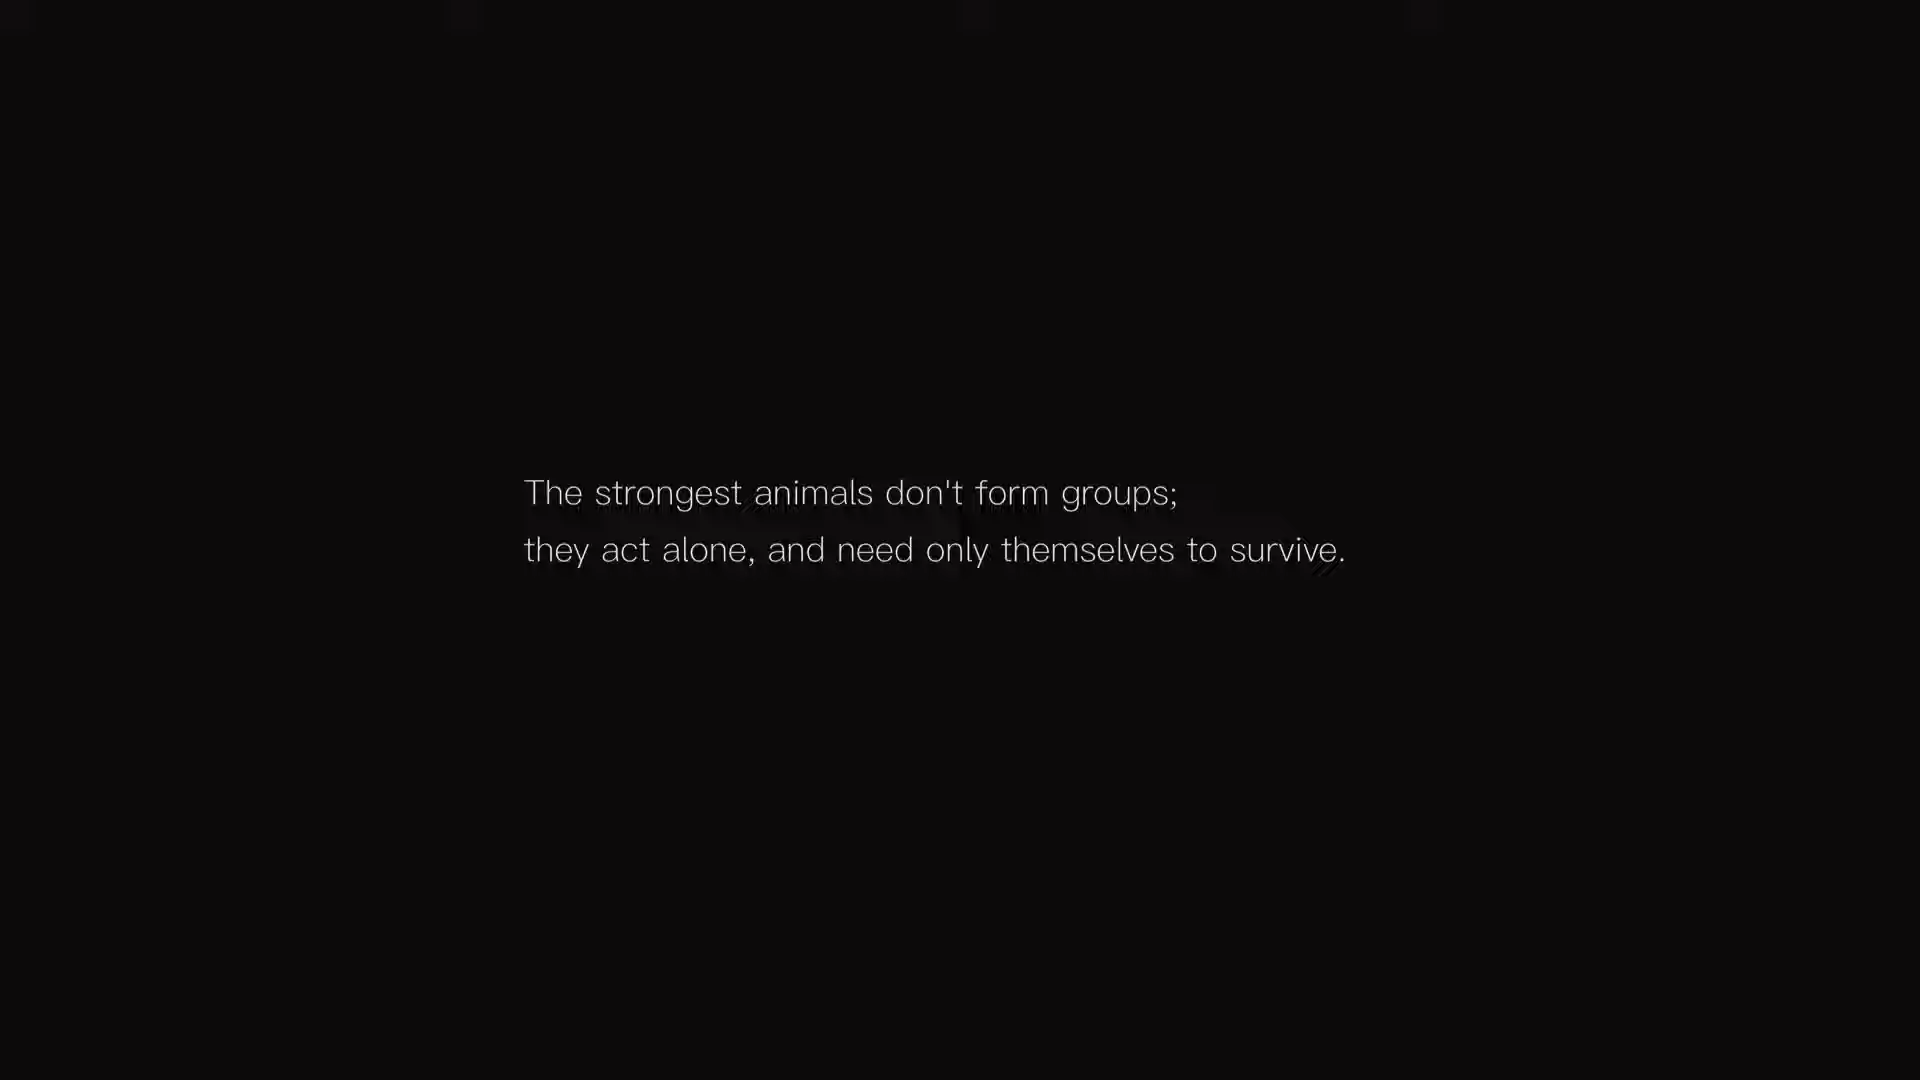 The strongest animals don't form groups;
they act alone, and need only themselves to survive.